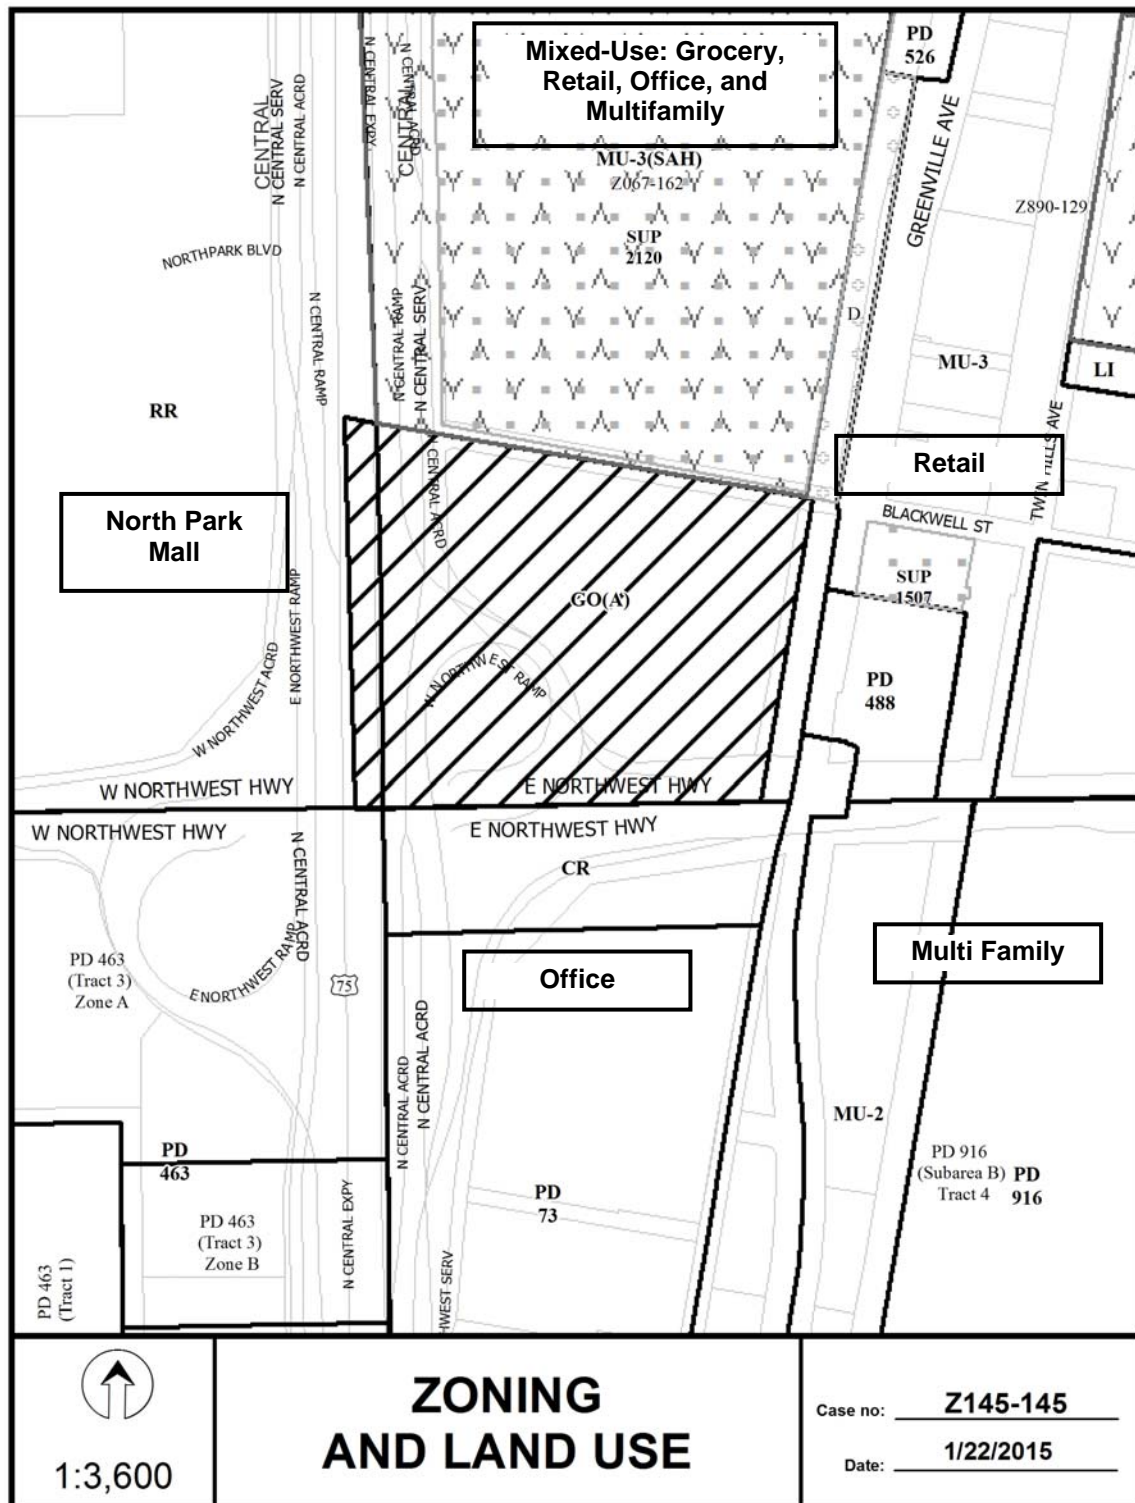 Mixed-Use: Grocery,
Retail, Office, and
Multifamily
PD
526
CENTRAL
N CENTRAL SERV
N CENTRAL ACRD
N CENTRAL EXPY
CENTRAL
N CENTRAL ACRD
MU-3(SAH)
Z067-162
SUP
2120
GREENVILLE AVE
Z890-129
NORTHPARK BLVD
N CENTRAL RAMP
N CENTRAL RAMP
N CENTRAL SERV
D
MU-3
LI
RR
TWIN HILLS AVE
Retail
North Park
Mall
N CENTRAL ACRD
BLACKWELL ST
SUP
1507
GO(A)
E NORTHWEST RAMP
W NORTHWEST ACRD
W NORTHWEST RAMP
PD
488
W NORTHWEST HWY
E NORTHWEST HWY
W NORTHWEST HWY
E NORTHWEST HWY
CR
N CENTRAL ACRD
E NORTHWEST RAMP
PD 463
(Tract 3)
Zone A
75
Office
Multi Family
N CENTRAL ACRD
N CENTRAL ACRD
MU-2
PD
463
PD 916
(Subarea B)
Tract 4
PD
916
PD
73
PD 463
(Tract 3)
Zone B
N CENTRAL EXPY
PD 463
(Tract 1)
HWEST SERV
1:3,600
ZONING
AND LAND USE
Case no: Z145-145
Date: 1/22/2015